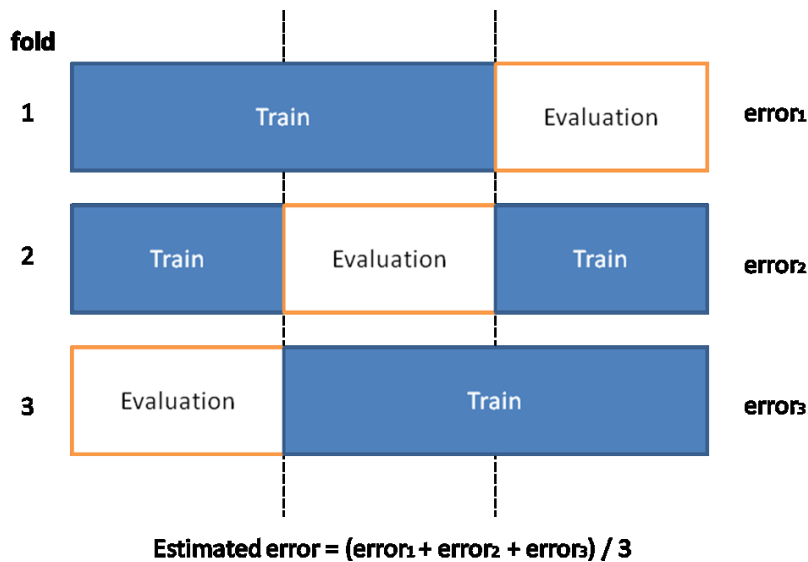 fold
1 Train Evaluation error₁
2 Train Evaluation Train error₂
3 Evaluation Train error₃
Estimated error = (error₁ + error₂ + error₃) / 3